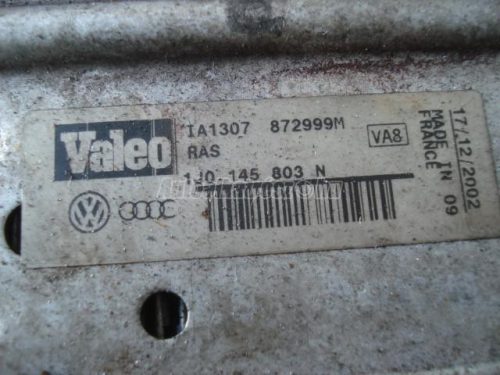 Valeo
IA1307 872999M
RAS
VA8
1J0 145 803 N
17/12/2002
MADE IN 09
FRANCE